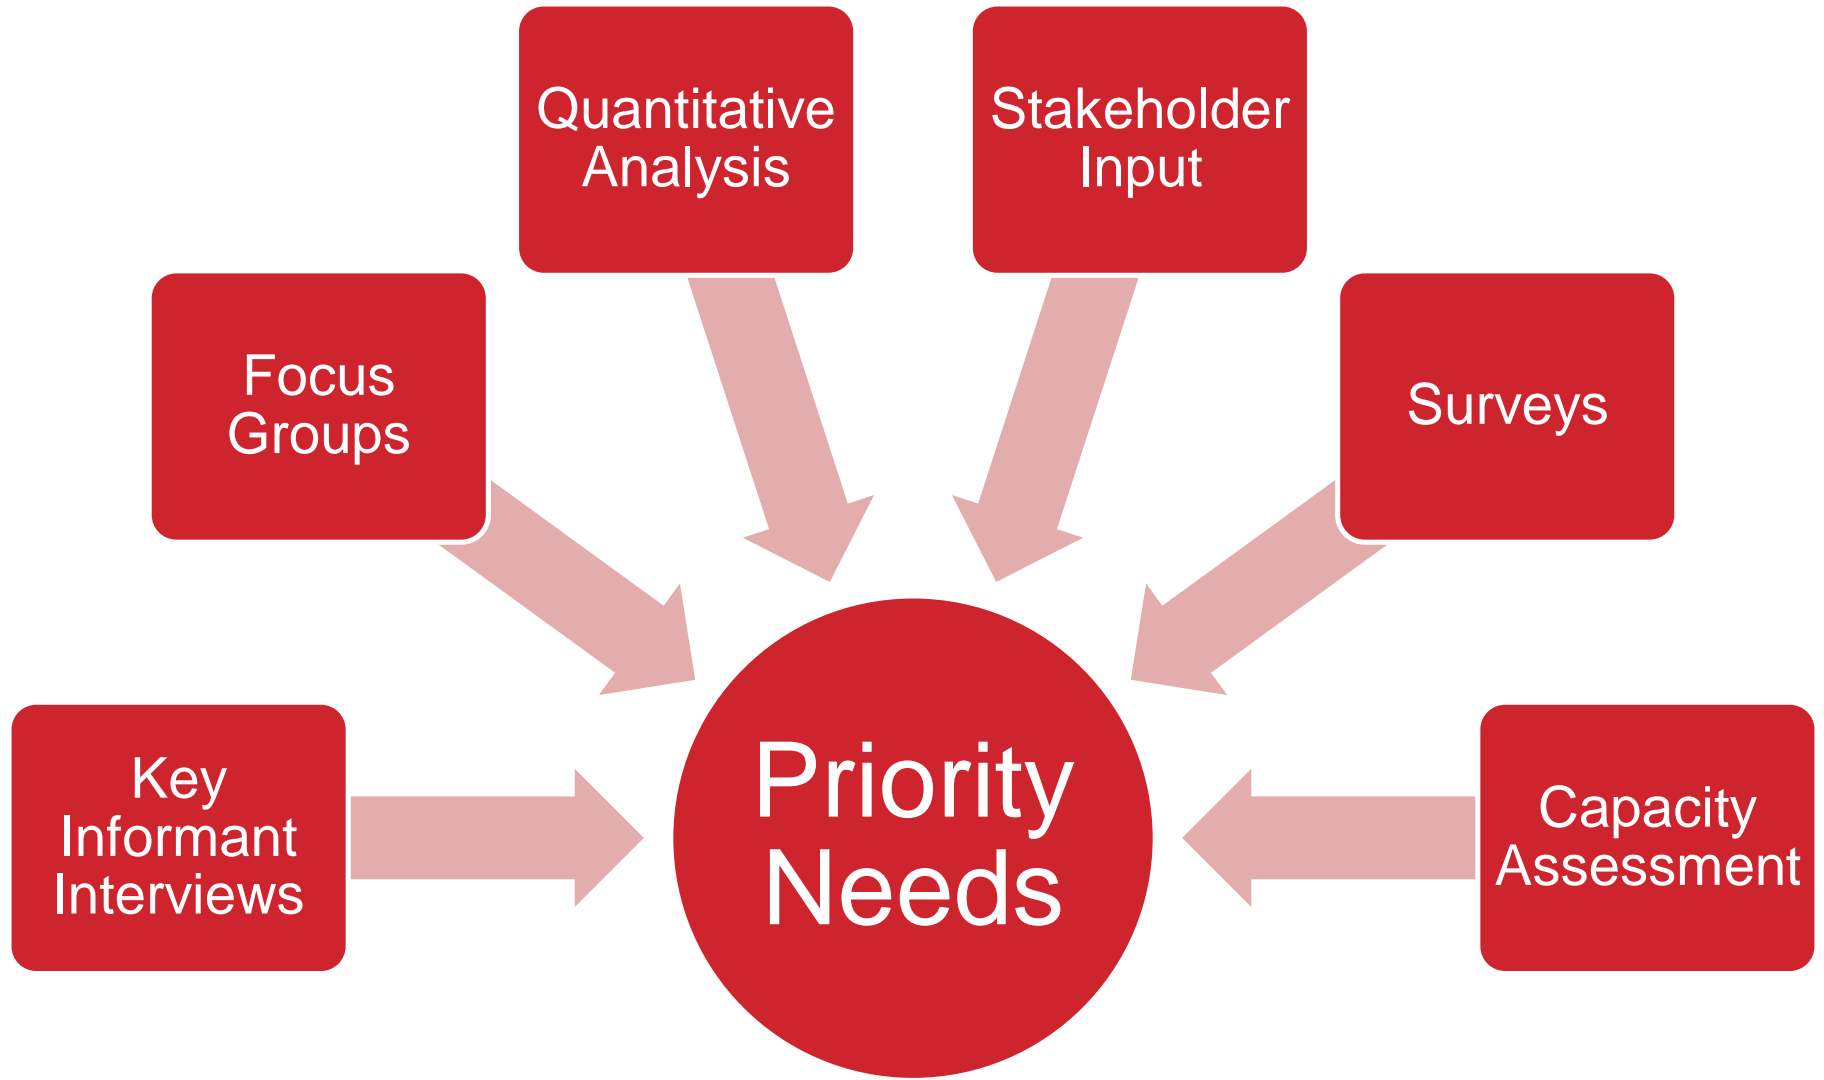 Quantitative
Analysis
Stakeholder
Input
Focus
Groups
Surveys
Key
Informant
Interviews
Priority
Needs
Capacity
Assessment